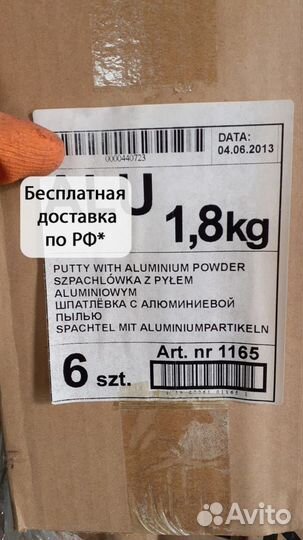 0000440723
DATA:
04.06.2013
Бесплатная
доставка
по РФ*
ALU
1,8kg
PUTTY WITH ALUMINIUM POWDER
SZPACHLÓWKA Z PYŁEM
ALUMINIOWYM
ШПАТЛЁВКА С АЛЮМИНИЕВОЙ
ПЫЛЬЮ
SPACHTEL MIT ALUMINIUMPARTIKELN
6 szt.
Art. nr 1165
Avito